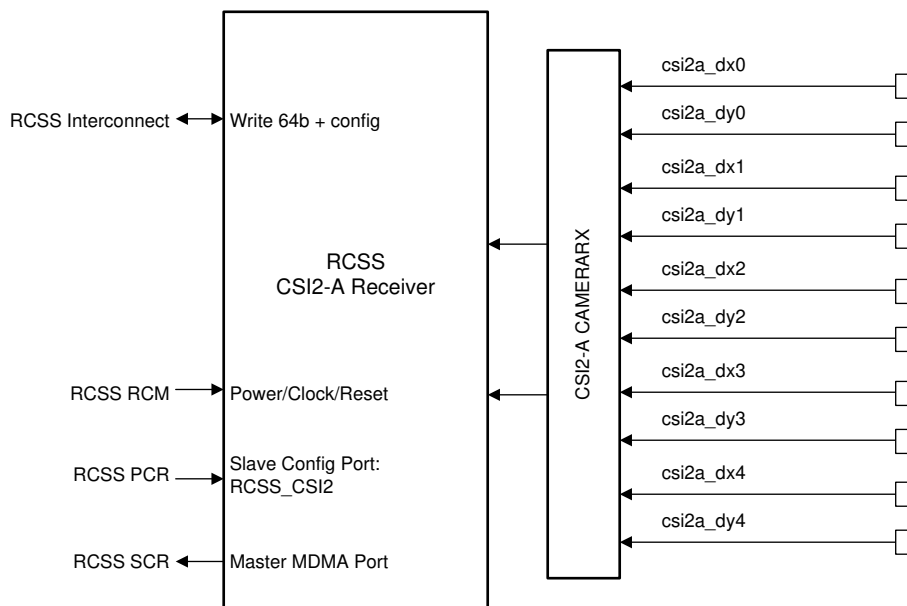 RCSS Interconnect
Write 64b + config
RCSS
CSI2-A Receiver
RCSS RCM
Power/Clock/Reset
RCSS PCR
Slave Config Port:
RCSS_CSI2
RCSS SCR
Master MDMA Port
CSI2-A CAMERARX
csi2a_dx0
csi2a_dy0
csi2a_dx1
csi2a_dy1
csi2a_dx2
csi2a_dy2
csi2a_dx3
csi2a_dy3
csi2a_dx4
csi2a_dy4